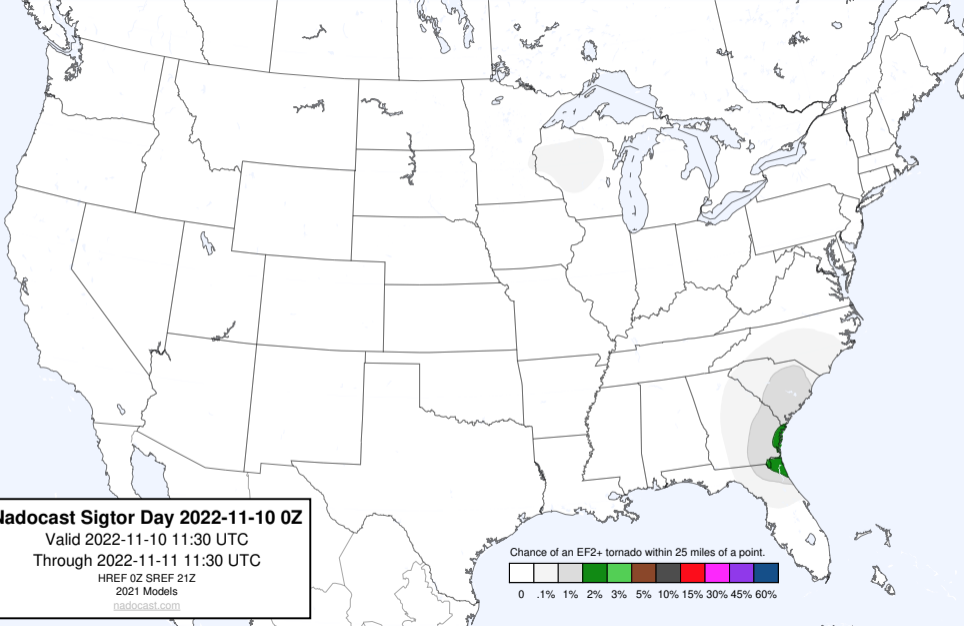 Nadocast Sigtor Day 2022-11-10 0Z
Valid 2022-11-10 11:30 UTC
Through 2022-11-11 11:30 UTC
HREF 0Z SREF 21Z
2021 Models
nadocast.com
Chance of an EF2+ tornado within 25 miles of a point.
0 .1% 1% 2% 3% 5% 10% 15% 30% 45% 60%